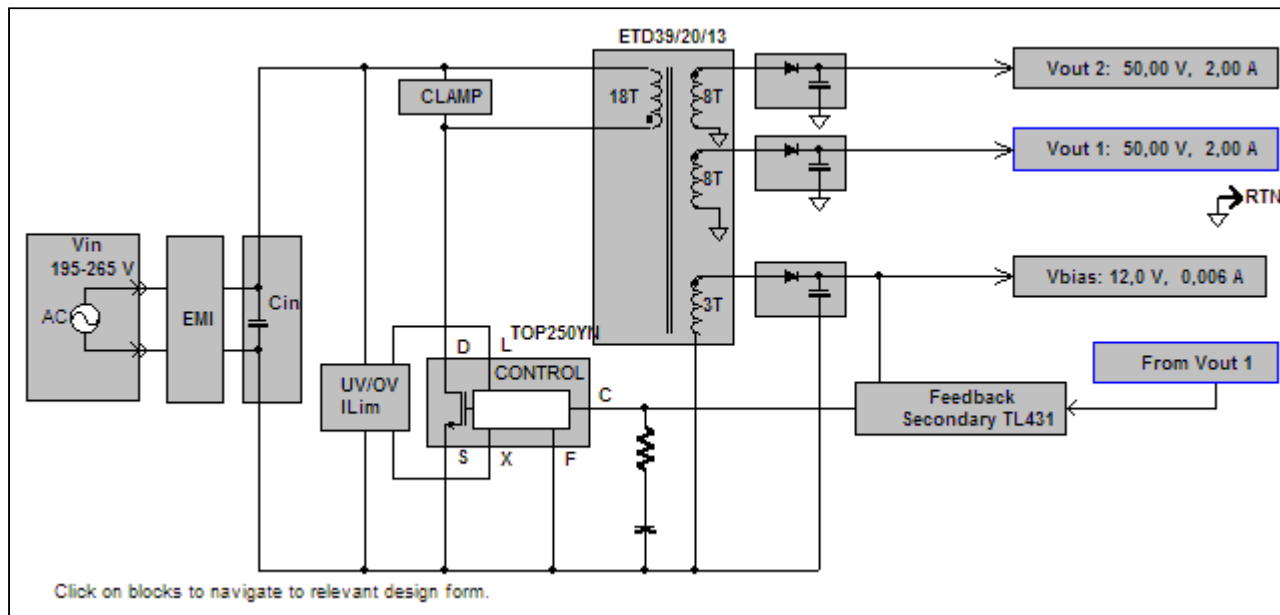 ETD39/20/13
CLAMP
18T
8T
Vout 2: 50,00 V, 2,00 A
8T
Vout 1: 50,00 V, 2,00 A
RTN
Vin
195-265 V
AC
EMI
Cin
3T
Vbias: 12,0 V, 0,006 A
TOP250YN
D
L
CONTROL
C
UV/OV
ILim
S
X
F
From Vout 1
Feedback
Secondary TL431
Click on blocks to navigate to relevant design form.